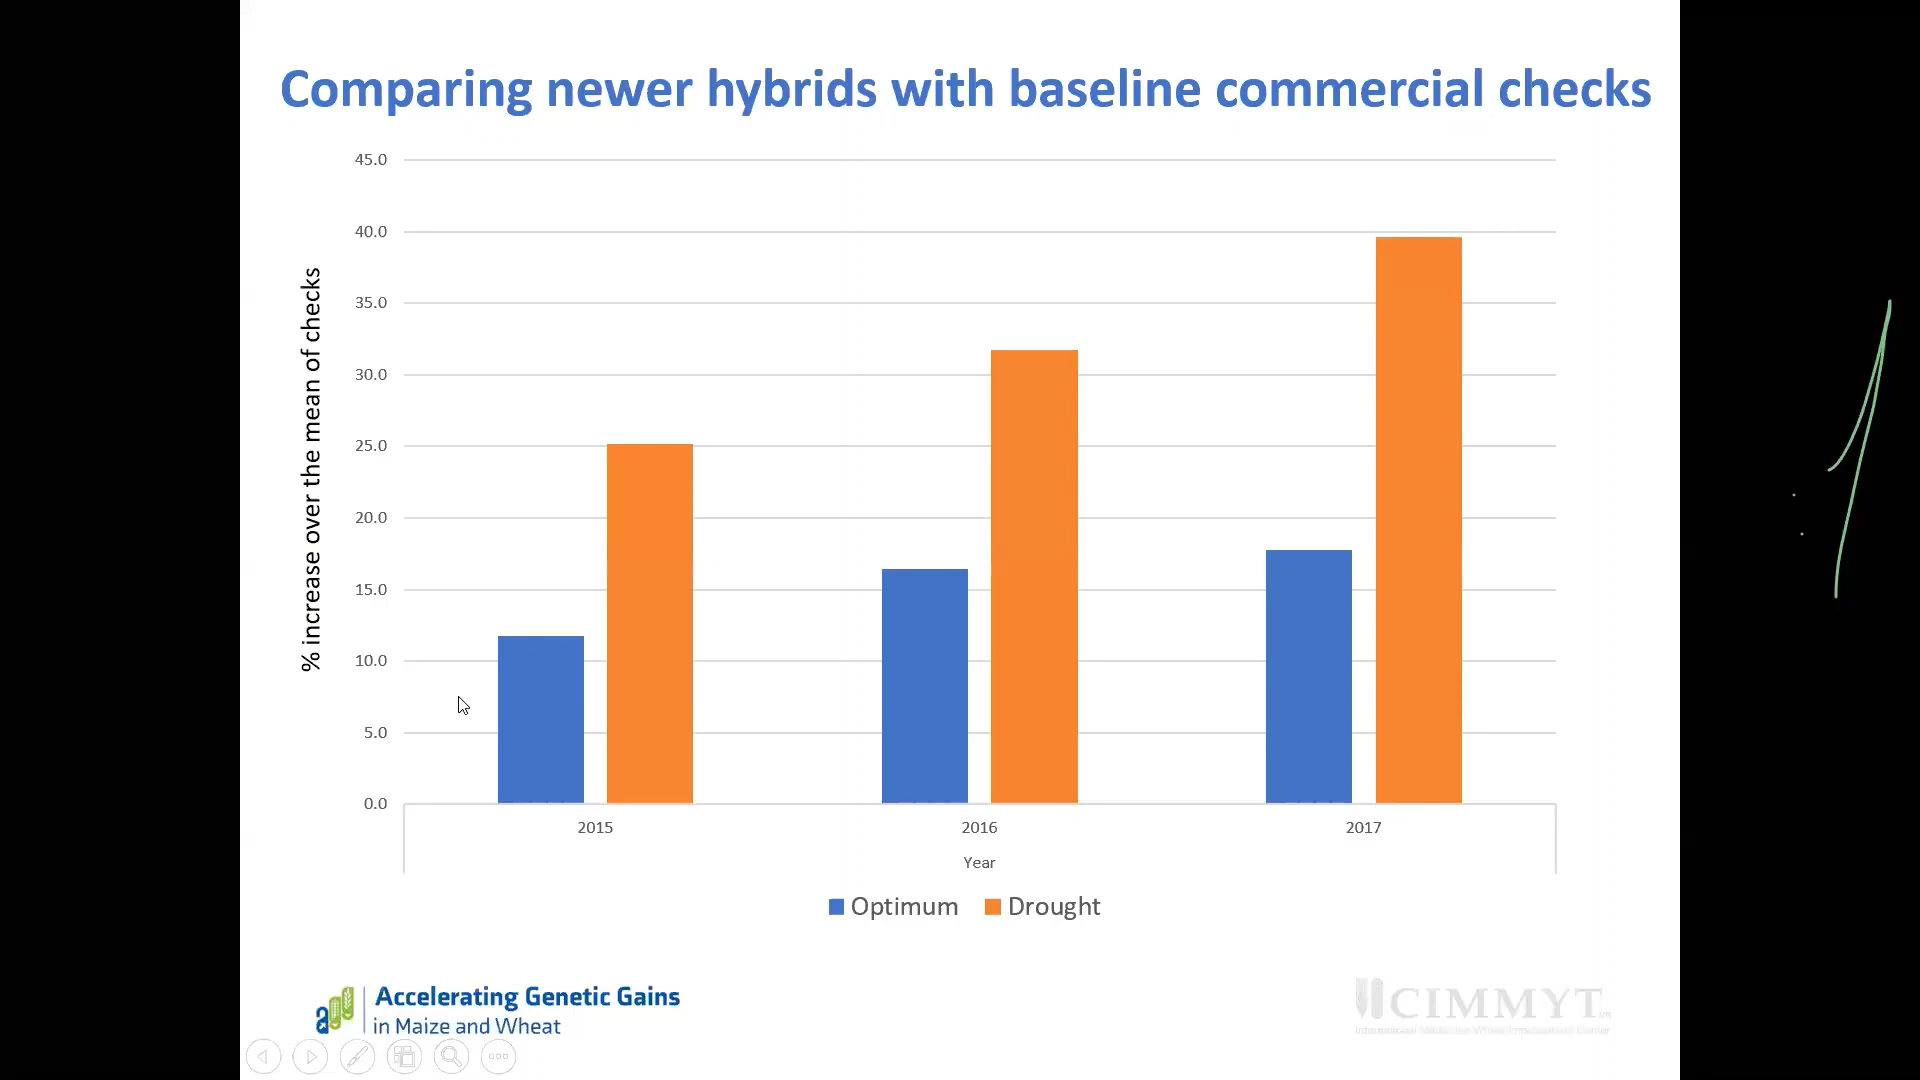 Comparing newer hybrids with baseline commercial checks
% increase over the mean of checks
45.0
40.0
35.0
30.0
25.0
20.0
15.0
10.0
5.0
0.0
2015
2016
2017
Year
Optimum
Drought
Accelerating Genetic Gains
in Maize and Wheat
CIMMYT